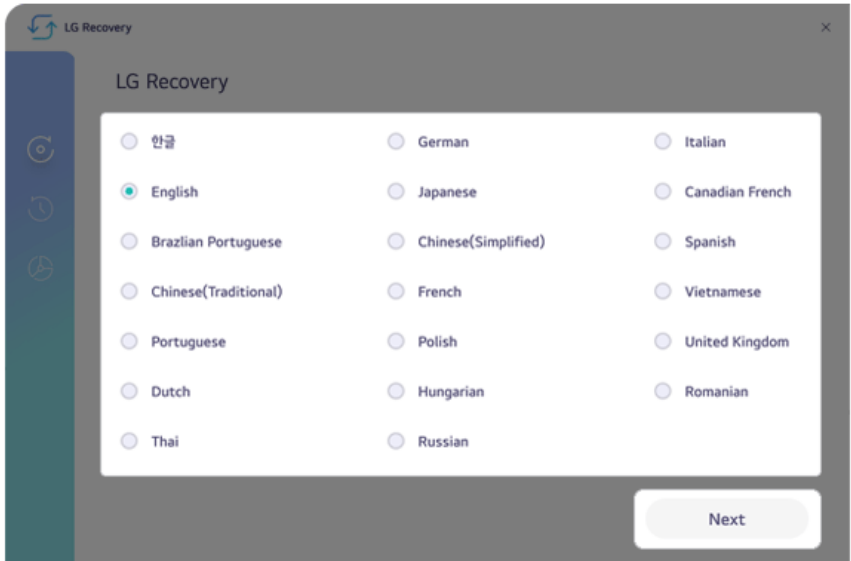 LG Recovery
LG Recovery
한글 German Italian
English Japanese Canadian French
Brazlian Portuguese Chinese(Simplified) Spanish
Chinese(Traditional) French Vietnamese
Portuguese Polish United Kingdom
Dutch Hungarian Romanian
Thai Russian
Next